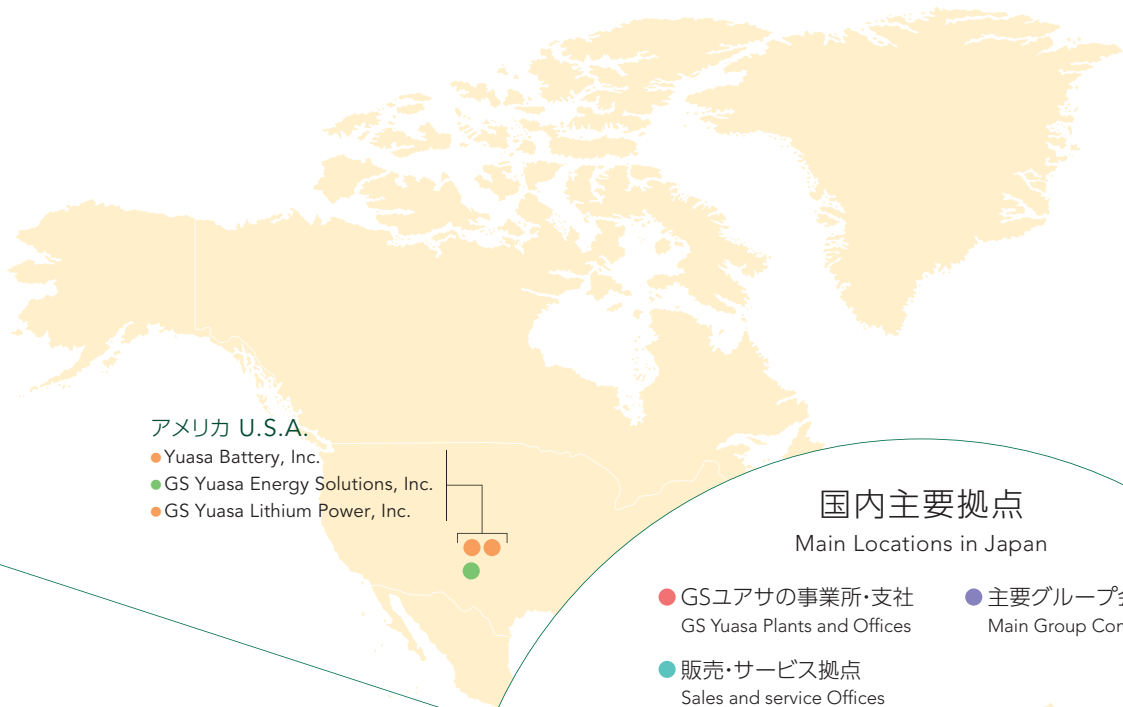 アメリカ U.S.A.
Yuasa Battery, Inc.
GS Yuasa Energy Solutions, Inc.
GS Yuasa Lithium Power, Inc.
国内主要拠点
Main Locations in Japan
GSユアサの事業所・支社
GS Yuasa Plants and Offices
主要グループ
Main Group
販売・サービス拠点
Sales and service Offices